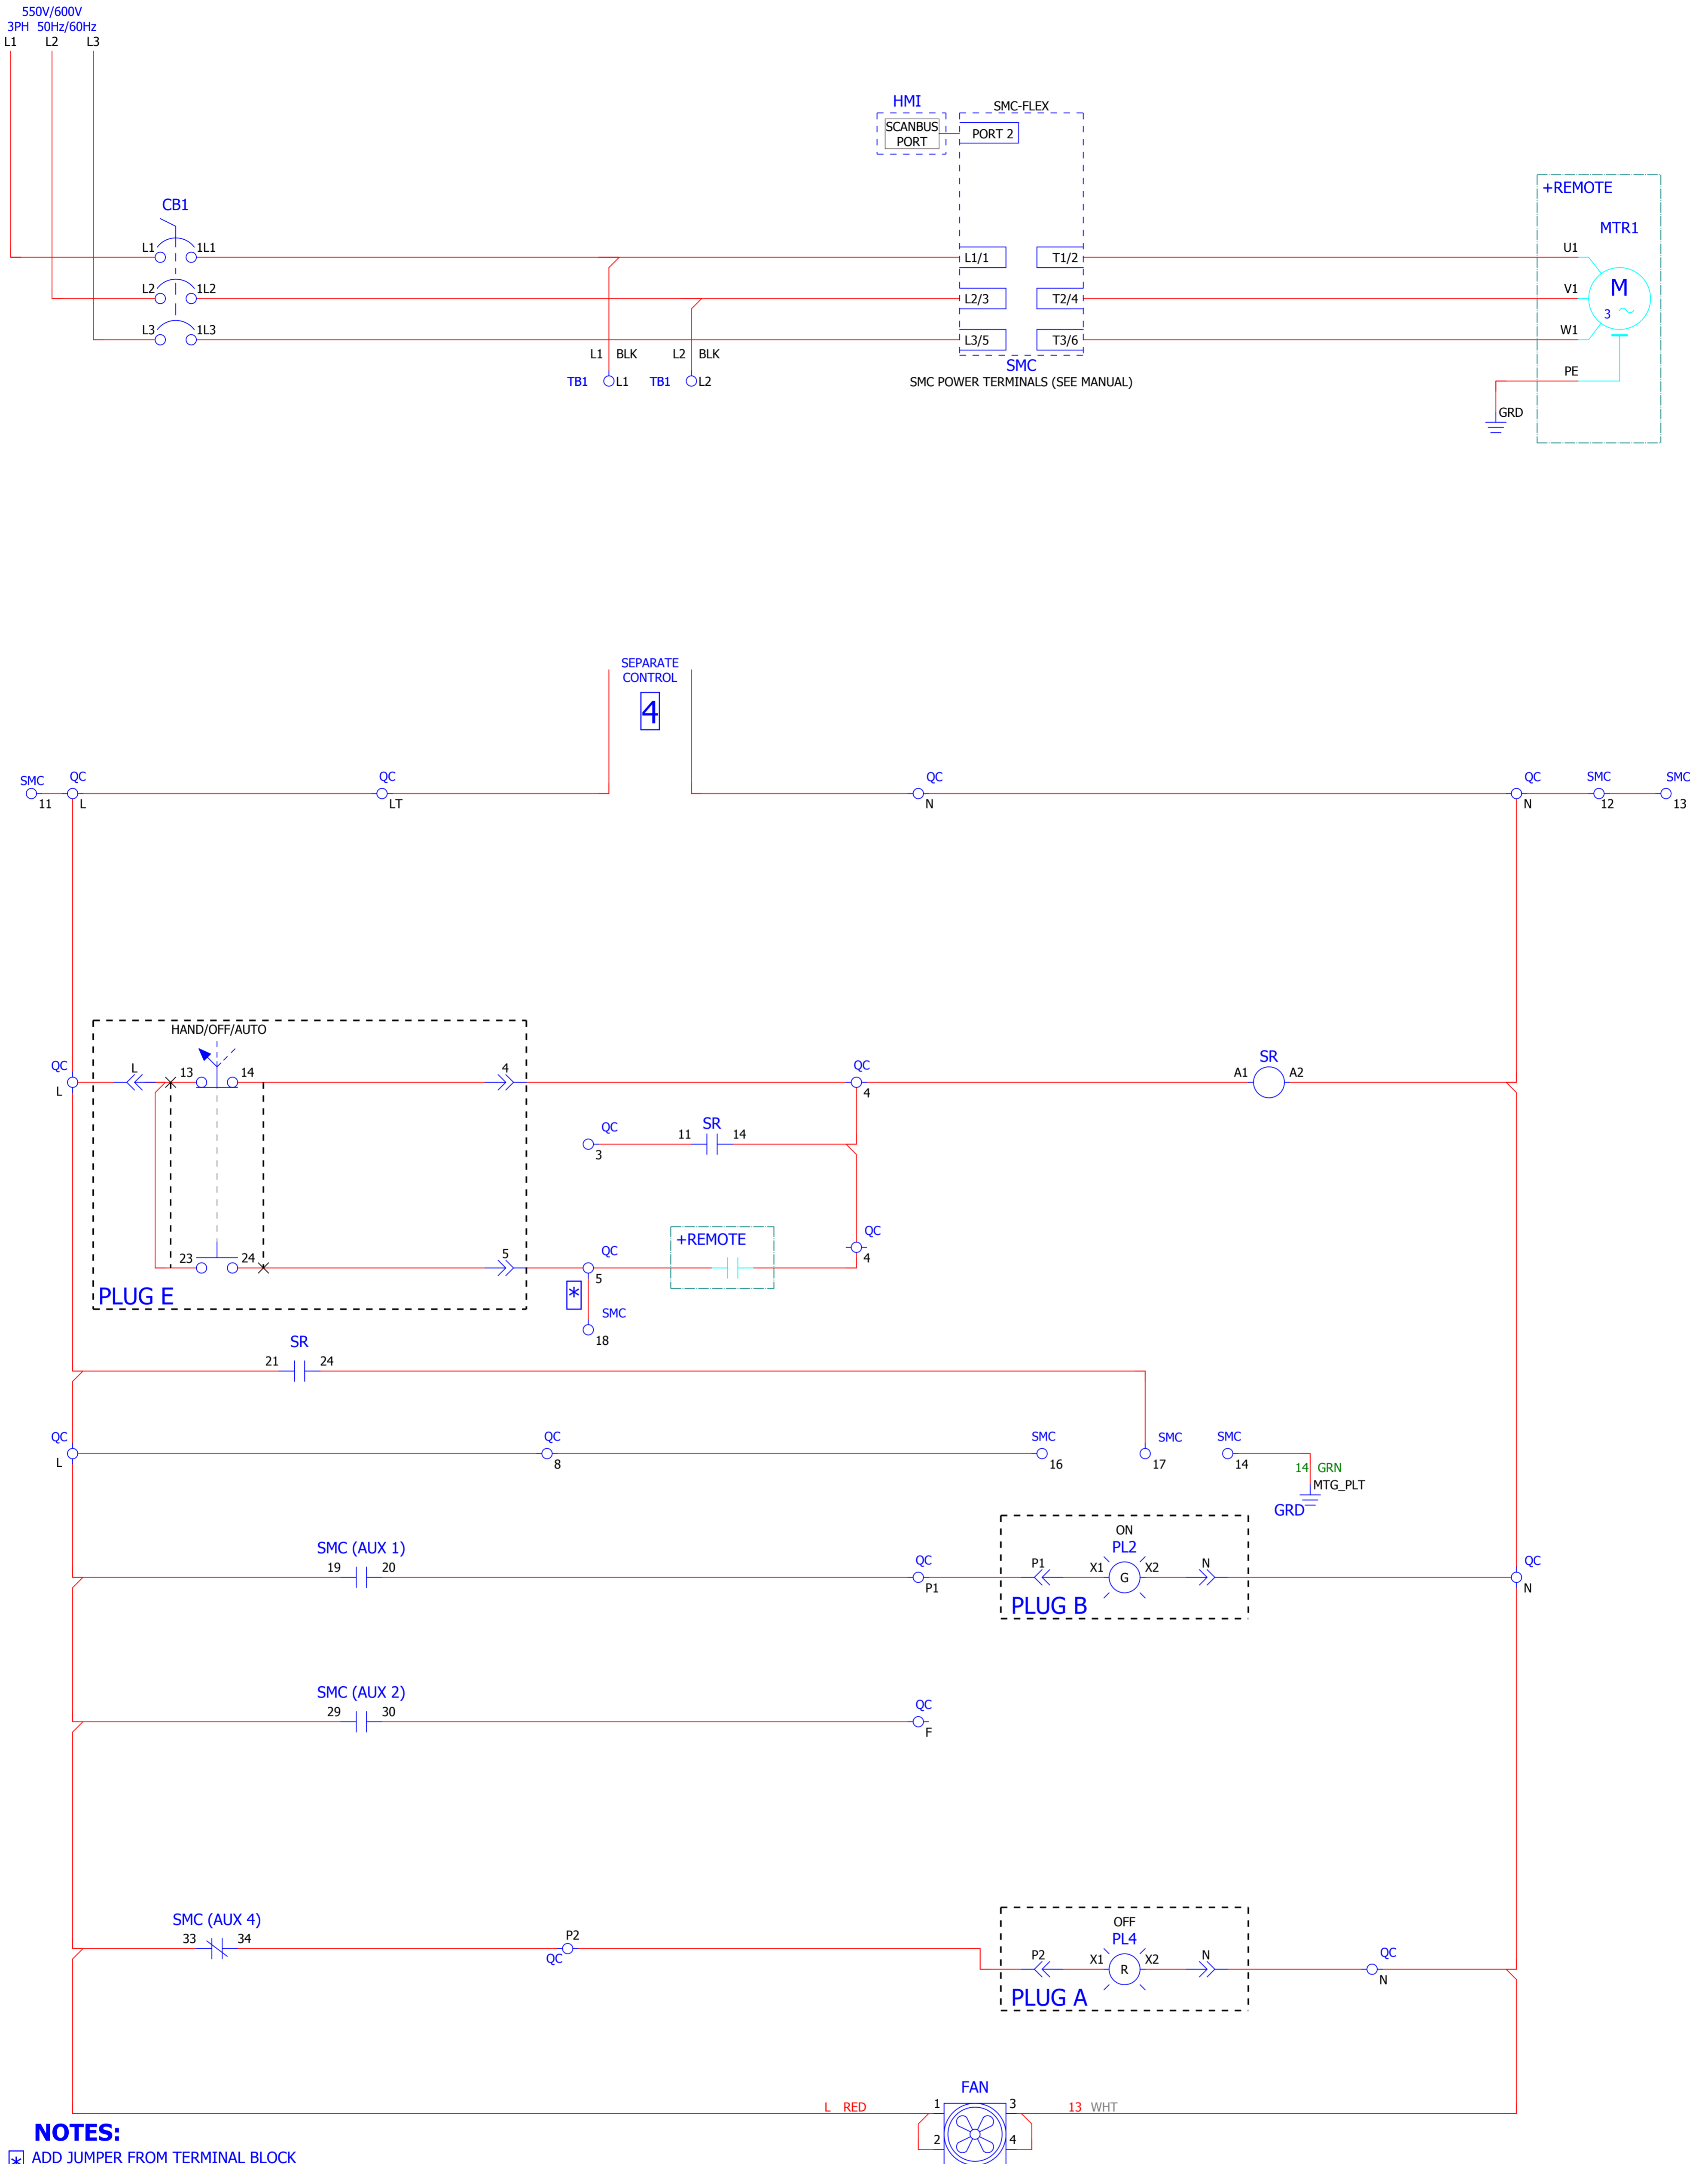 550V/600V
3PH 50Hz/60Hz
L1 L2 L3
HMI
SMC-FLEX
SCANBUS
PORT
PORT 2
+REMOTE
CB1
MTR1
L1 1L1
L1/1 T1/2
U1
L2 1L2
L2/3 T2/4
V1
M
3
L3 1L3
L3/5 T3/6
W1
L1 BLK L2 BLK
SMC
PE
TB1 L1 TB1 L2
SMC POWER TERMINALS (SEE MANUAL)
GRD
SEPARATE
CONTROL
4
SMC QC QC QC QC SMC SMC
11 L LT N N 12 13
HAND/OFF/AUTO
QC L 13 14 4 QC SR
A1 A2
L 4
QC 11 SR 14
3
QC
+REMOTE
23 24 5 QC 4
5
PLUG E
*
SMC
18
SR
21 24
QC QC SMC SMC SMC
L 8 16 17 14
14 GRN
MTG_PLT
GRD
ON
SMC (AUX 1)
PL2
19 20 QC P1 X1 X2 N QC
G
P1 N
PLUG B
SMC (AUX 2)
29 30 QC
F
SMC (AUX 4)
OFF
33 34 P2
PL4
QC
P2 X1 X2 N QC
R
N
PLUG A
FAN
L RED 1 3 13 WHT
NOTES:
2 4
* ADD JUMPER FROM TERMINAL BLOCK